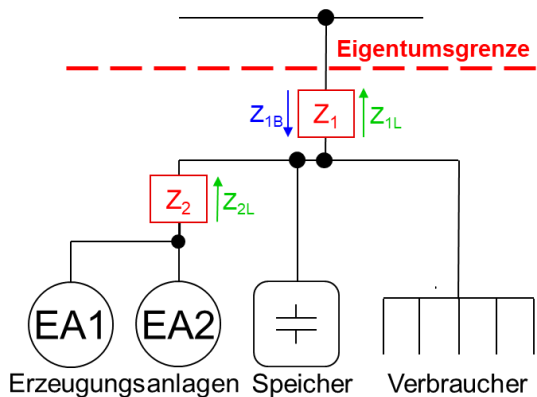 Eigentumsgrenze
Z1B Z1 Z1L
Z2 Z2L
EA1 EA2
Erzeugungsanlagen Speicher Verbraucher